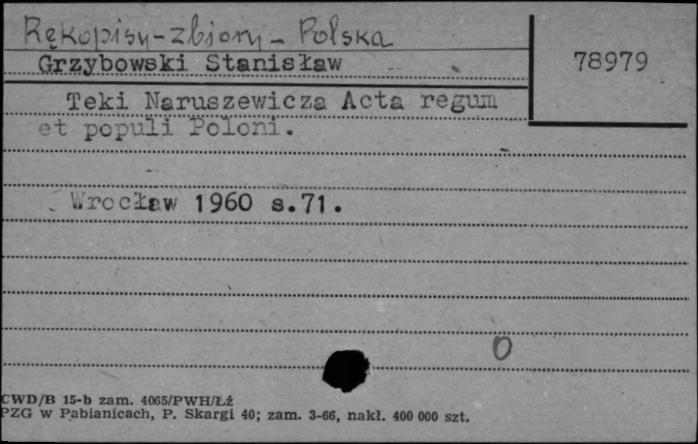 Rękopisy-zbiory-Polska
Grzybowski Stanisław
78979
Teki Naruszewicza Acta regum
et populi Poloni.
Wrocław 1960 s.71.
0
CWD/B 15-b zam. 4065/PWH/Łź
PZG w Pabianicach, P. Skargi 40; zam. 3-66, nakł. 400 000 szt.